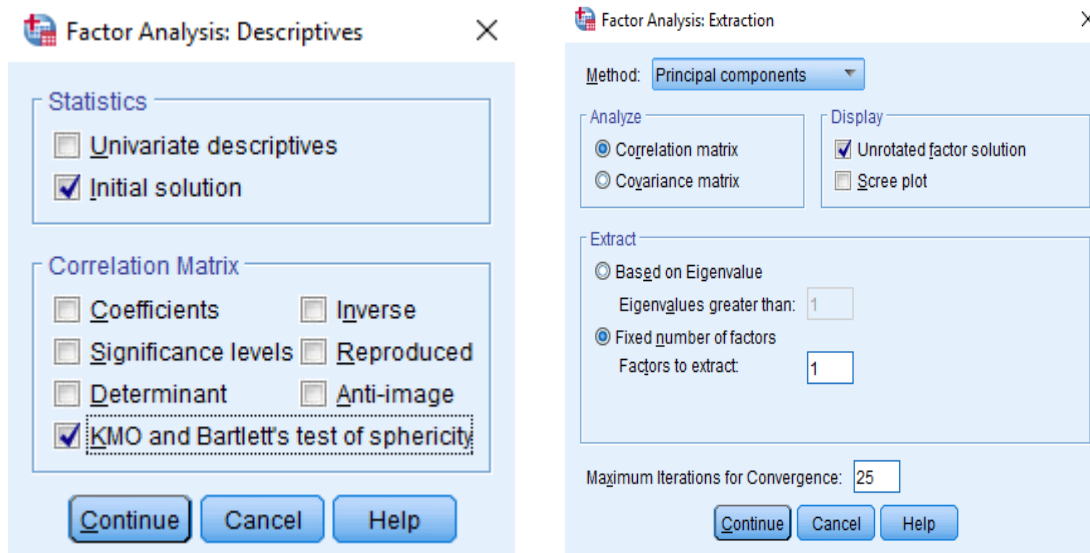 Factor Analysis: Descriptives
Statistics
Univariate descriptives
Initial solution
Correlation Matrix
Coefficients
Inverse
Significance levels
Reproduced
Determinant
Anti-image
KMO and Bartlett's test of sphericity
Continue
Cancel
Help
Factor Analysis: Extraction
Method: Principal components
Analyze
Correlation matrix
Covariance matrix
Display
Unrotated factor solution
Scree plot
Extract
Based on Eigenvalue
Eigenvalues greater than: 1
Fixed number of factors
Factors to extract: 1
Maximum Iterations for Convergence: 25
Continue
Cancel
Help